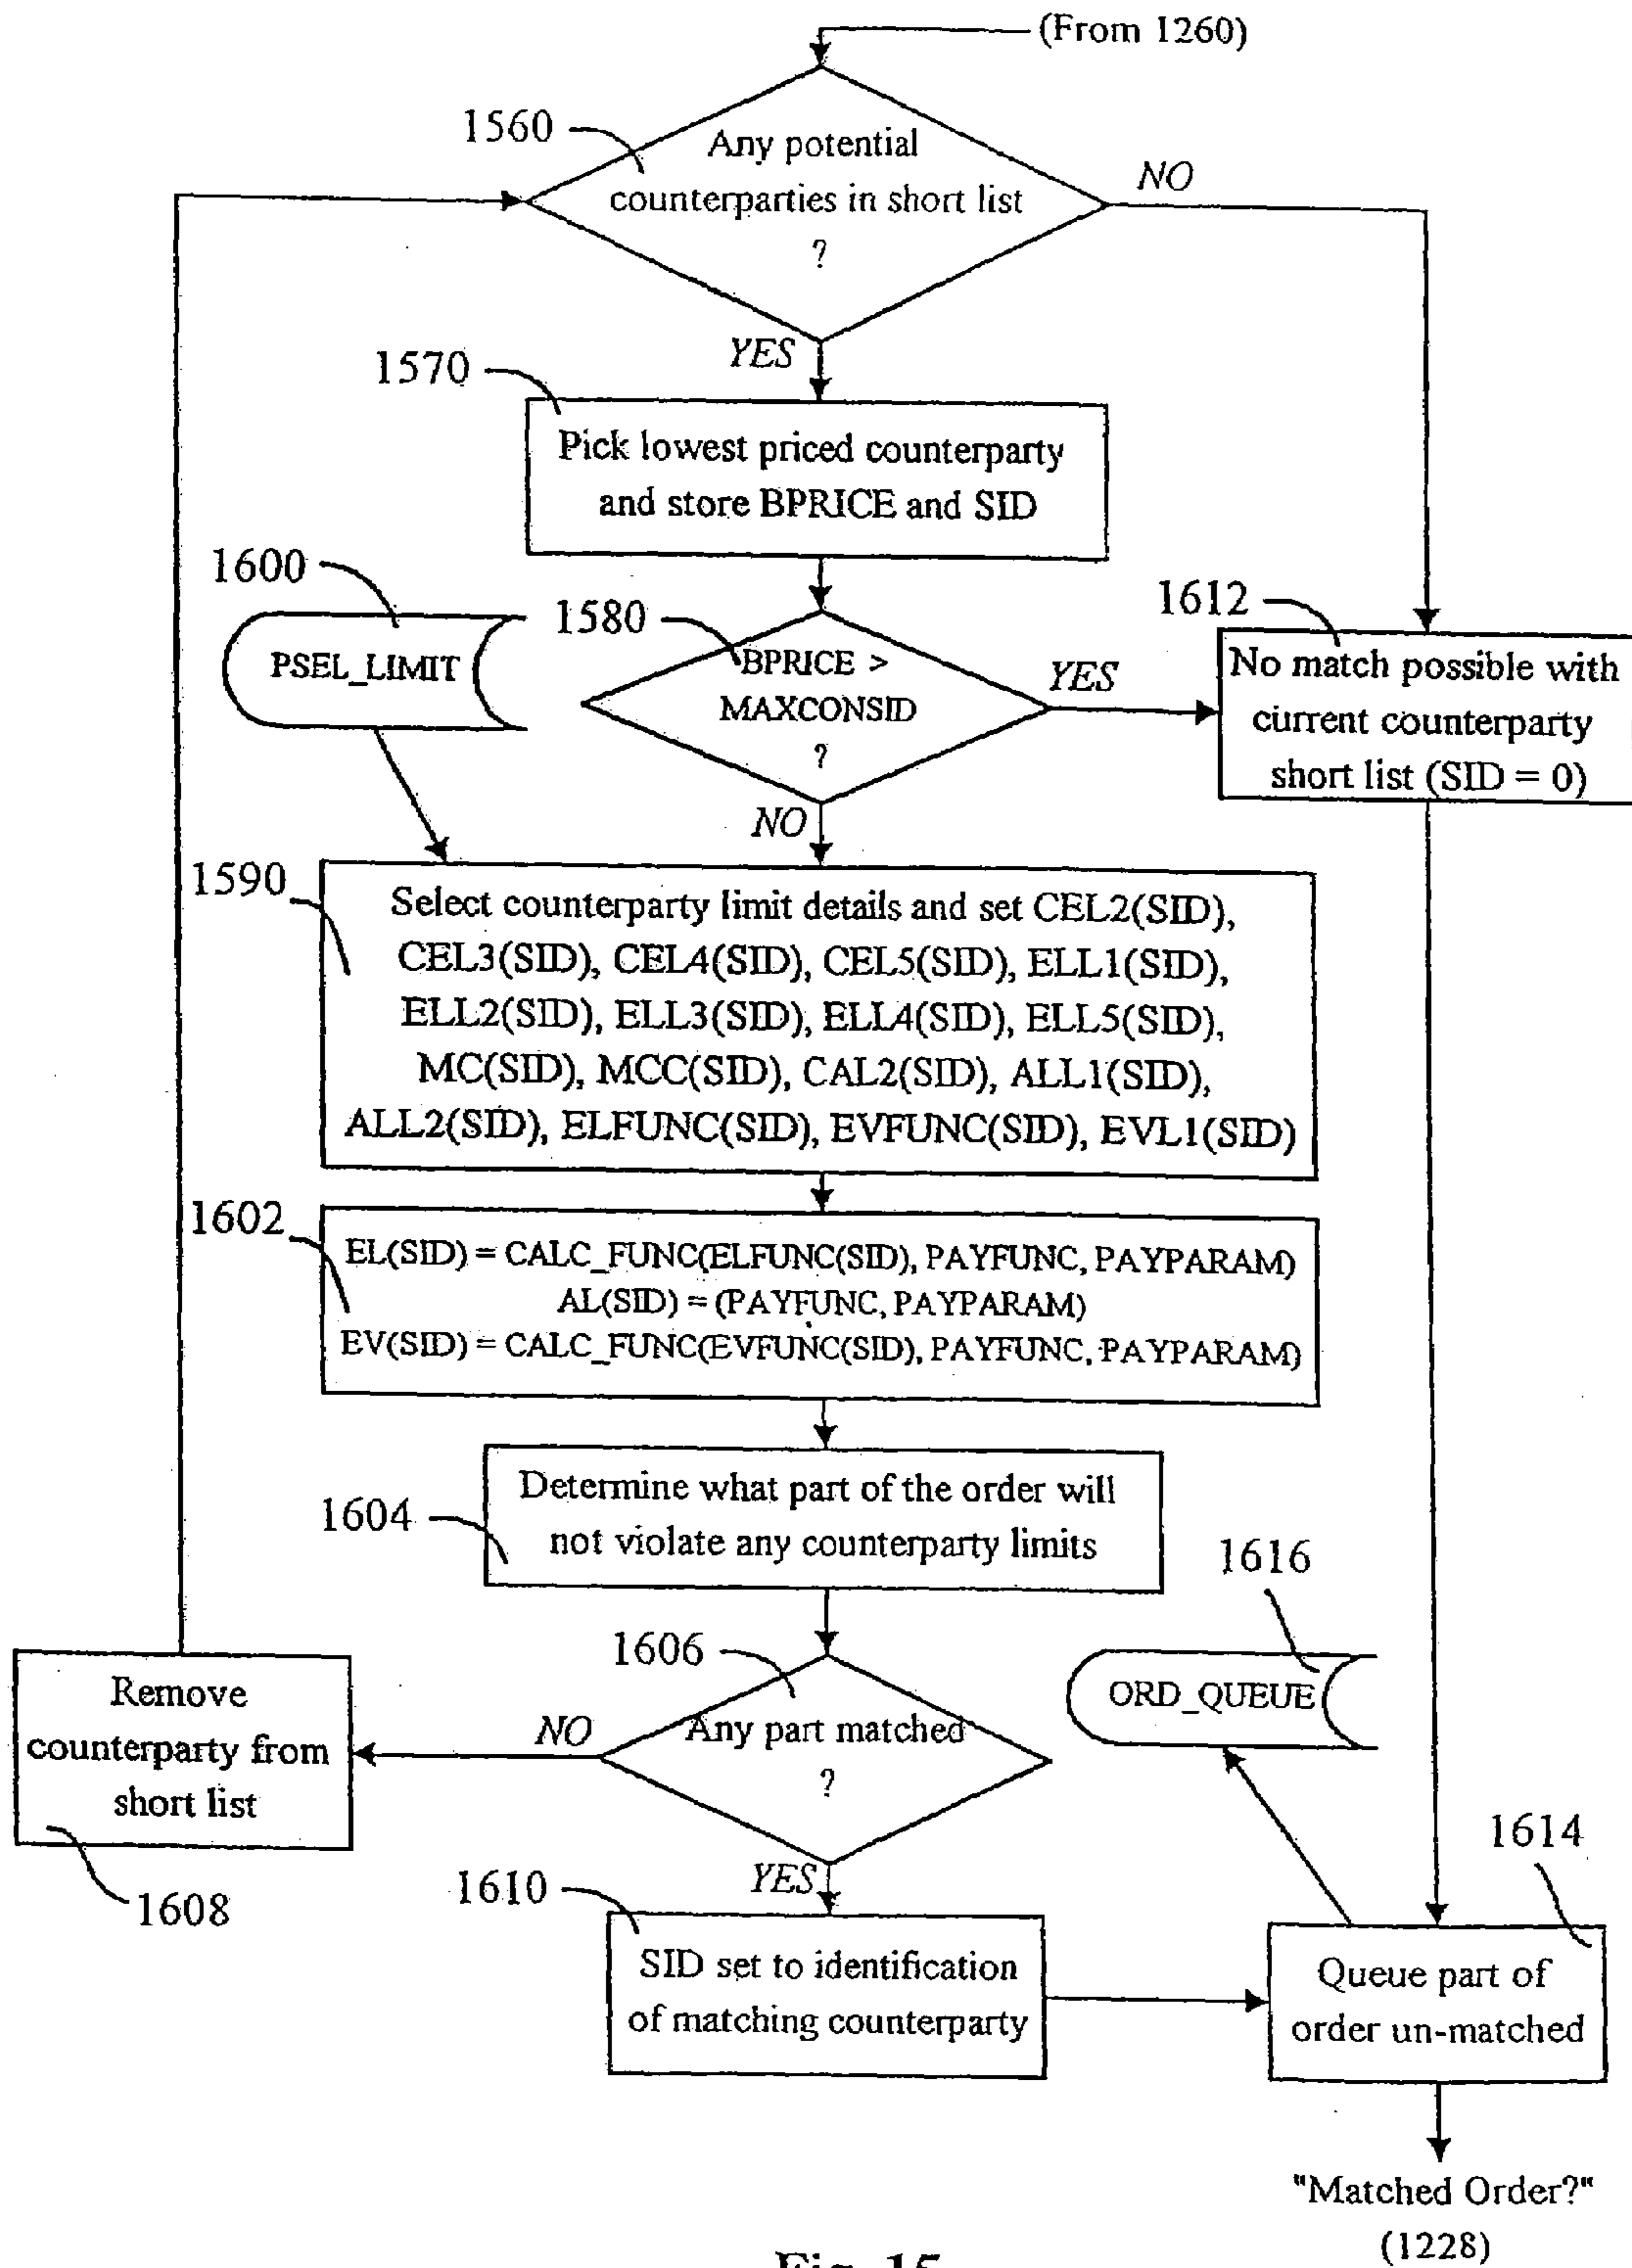 (From 1260)
1560
Any potential
counterparties in short list
?
NO
YES
1570
Pick lowest priced counterparty
and store BPRICE and SID
1600
PSEL_LIMIT
1580
BPRICE >
MAXCONSID
?
YES
NO
1612
No match possible with
current counterparty
short list (SID = 0)
1590
Select counterparty limit details and set CEL2(SID),
CEL3(SID), CEL4(SID), CEL5(SID), ELL1(SID),
ELL2(SID), ELL3(SID), ELL4(SID), ELL5(SID),
MC(SID), MCC(SID), CAL2(SID), ALL1(SID),
ALL2(SID), ELFUNC(SID), EVFUNC(SID), EVL1(SID)
1602
EL(SID) = CALC_FUNC(ELFUNC(SID), PAYFUNC, PAYPARAM)
AL(SID) = (PAYFUNC, PAYPARAM)
EV(SID) = CALC_FUNC(EVFUNC(SID), PAYFUNC, PAYPARAM)
1604
Determine what part of the order will
not violate any counterparty limits
1606
Any part matched
?
NO
YES
Remove
counterparty from
short list
1608
1616
ORD_QUEUE
1610
SID set to identification
of matching counterparty
1614
Queue part of
order un-matched
"Matched Order?"
(1228)
Fig. 15